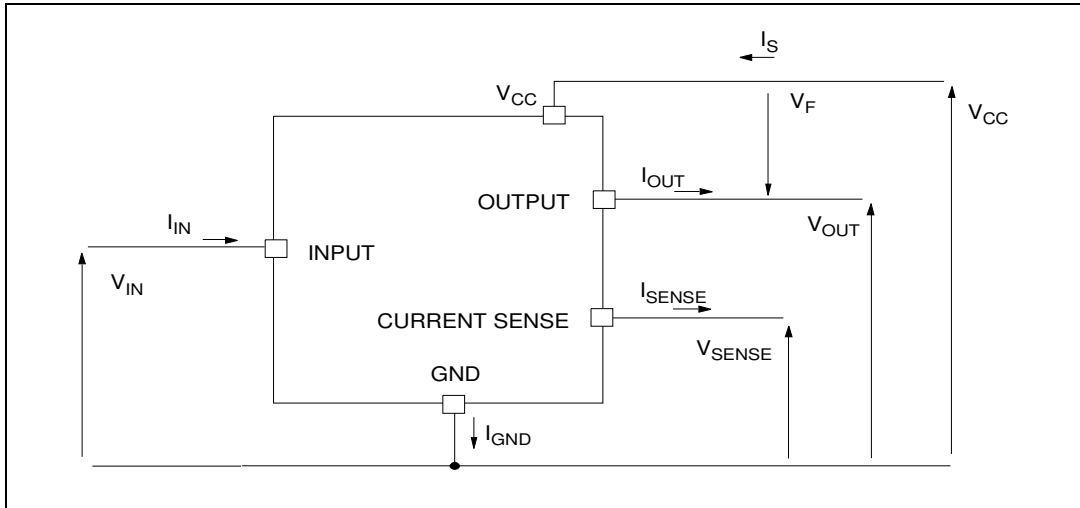 I_S
V_CC
V_F
V_CC
I_OUT
OUTPUT
V_OUT
I_IN
INPUT
V_IN
I_SENSE
CURRENT SENSE
V_SENSE
GND
I_GND